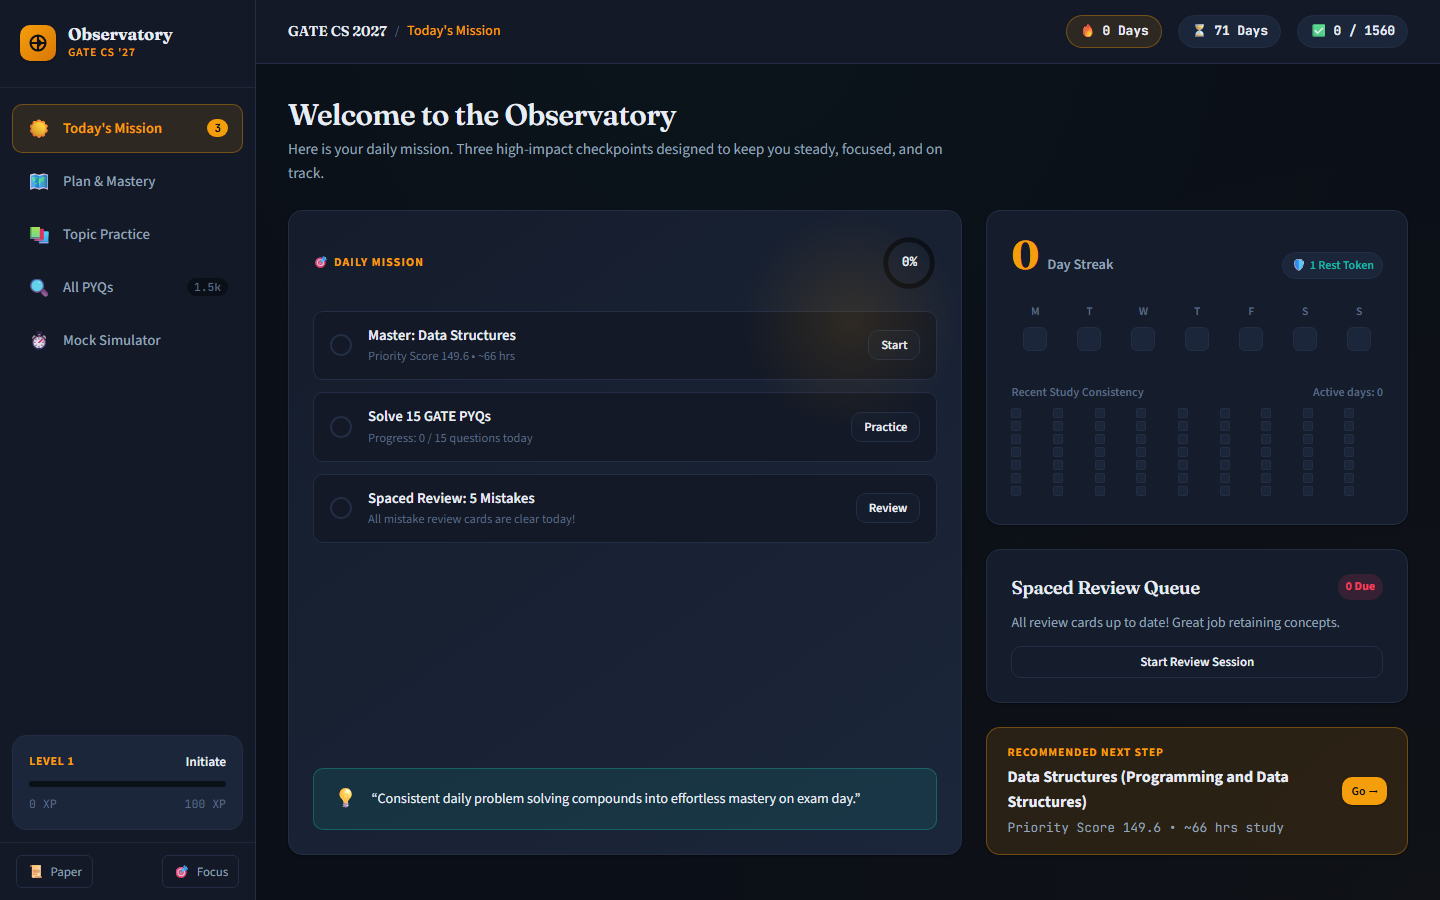 Observatory
GATE CS '27
Today's Mission
3
Plan & Mastery
Topic Practice
All PYQs
1.5k
Mock Simulator
LEVEL 1
Initiate
0 XP
100 XP
Paper
Focus
GATE CS 2027 / Today's Mission
0 Days
71 Days
0 / 1560
Welcome to the Observatory
Here is your daily mission. Three high-impact checkpoints designed to keep you steady, focused, and on
track.
DAILY MISSION
0%
Master: Data Structures
Priority Score 149.6 • ~66 hrs
Start
Solve 15 GATE PYQs
Progress: 0 / 15 questions today
Practice
Spaced Review: 5 Mistakes
All mistake review cards are clear today!
Review
“Consistent daily problem solving compounds into effortless mastery on exam day.”
0 Day Streak
1 Rest Token
M T W T F S S
Recent Study Consistency
Active days: 0
Spaced Review Queue
0 Due
All review cards up to date! Great job retaining concepts.
Start Review Session
RECOMMENDED NEXT STEP
Data Structures (Programming and Data
Structures)
Priority Score 149.6 • ~66 hrs study
Go →